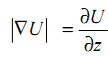 |∇U| = ∂U/∂z